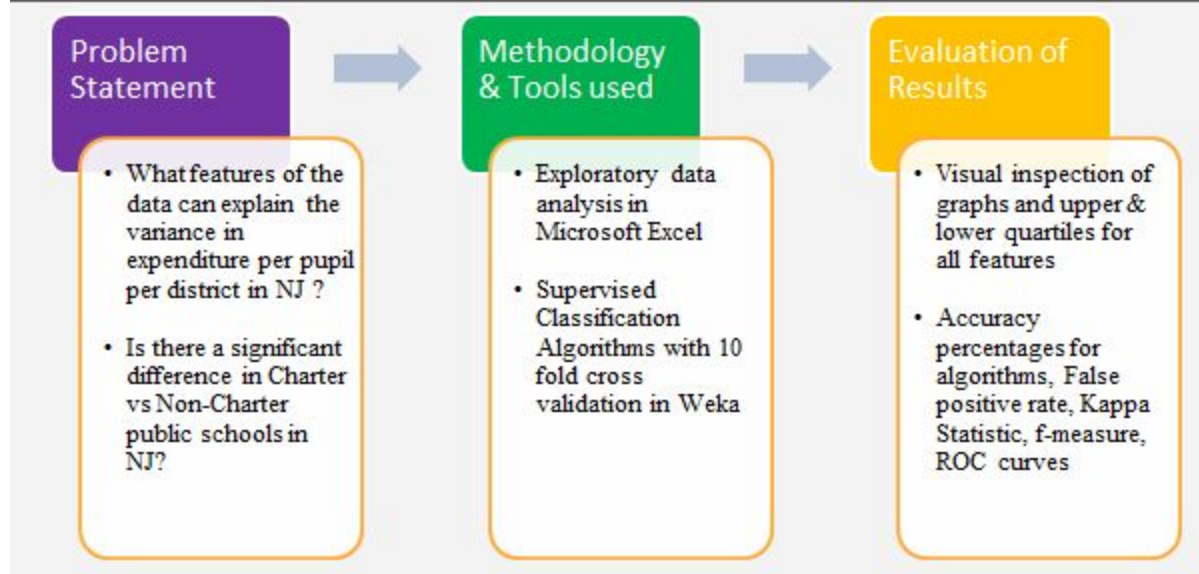 Problem
Statement
• What features of the
data can explain the
variance in
expenditure per pupil
per district in NJ ?
• Is there a significant
difference in Charter
vs Non-Charter
public schools in
NJ?
Methodology
& Tools used
• Exploratory data
analysis in
Microsoft Excel
• Supervised
Classification
Algorithms with 10
fold cross
validation in Weka
Evaluation of
Results
• Visual inspection of
graphs and upper &
lower quartiles for
all features
• Accuracy
percentages for
algorithms, False
positive rate, Kappa
Statistic, f-measure,
ROC curves